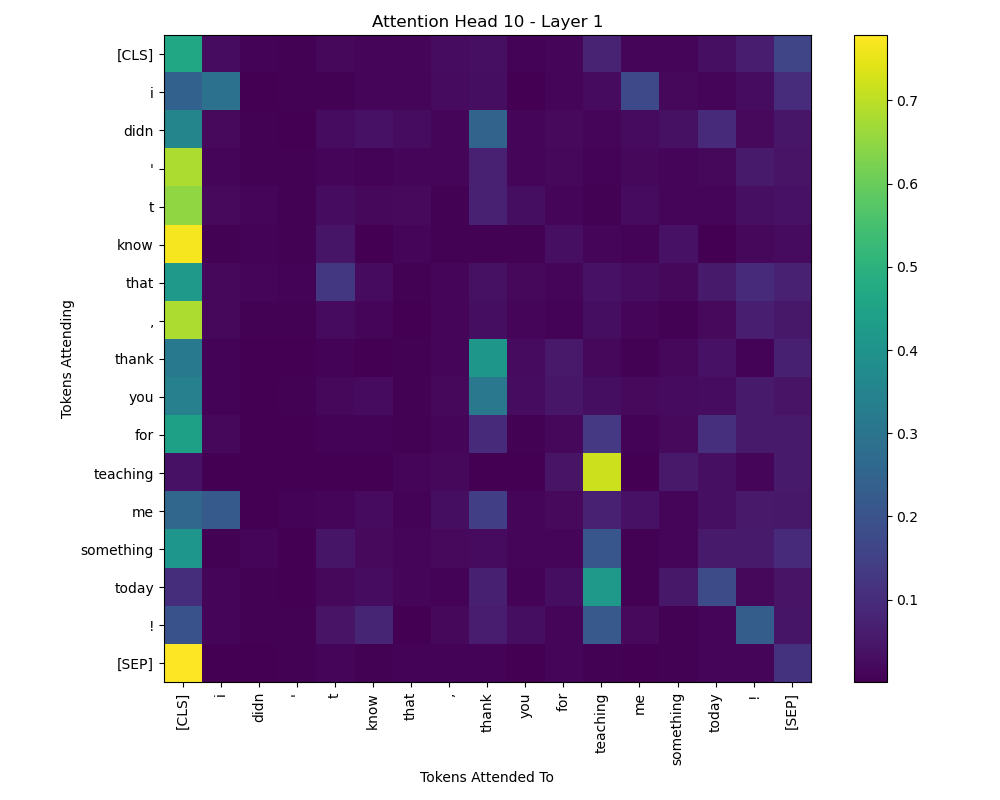 Attention Head 10 - Layer 1
Tokens Attending
[CLS]
i
didn
'
t
know
that
,
thank
you
for
teaching
me
something
today
!
[SEP]
[CLS]
i
didn
'
t
know
that
,
thank
you
for
teaching
me
something
today
!
[SEP]
Tokens Attended To
0.7
0.6
0.5
0.4
0.3
0.2
0.1